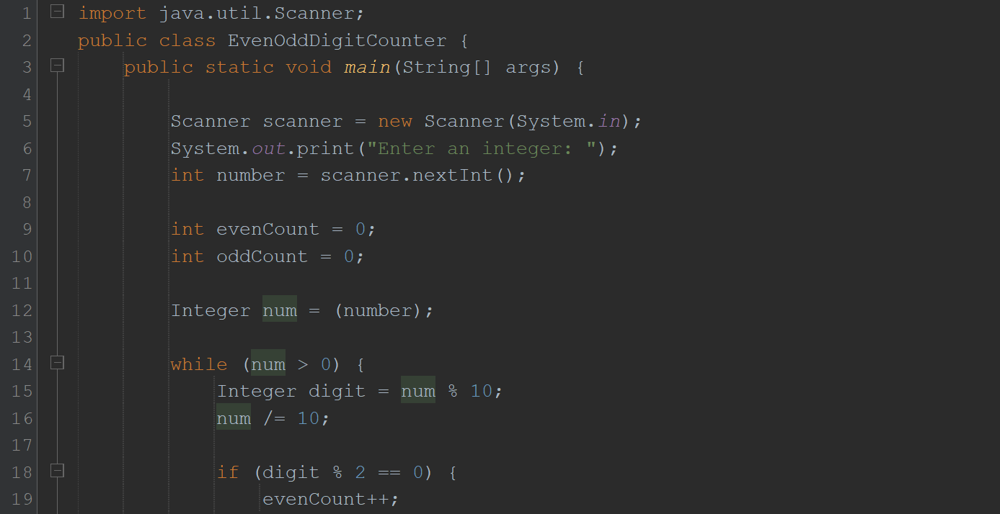 1 import java.util.Scanner;
2 public class EvenOddDigitCounter {
3 public static void main(String[] args) {
4
5 Scanner scanner = new Scanner(System.in);
6 System.out.print("Enter an integer: ");
7 int number = scanner.nextInt();
8
9 int evenCount = 0;
10 int oddCount = 0;
11
12 Integer num = (number);
13
14 while (num > 0) {
15 Integer digit = num % 10;
16 num /= 10;
17
18 if (digit % 2 == 0) {
19 evenCount++;